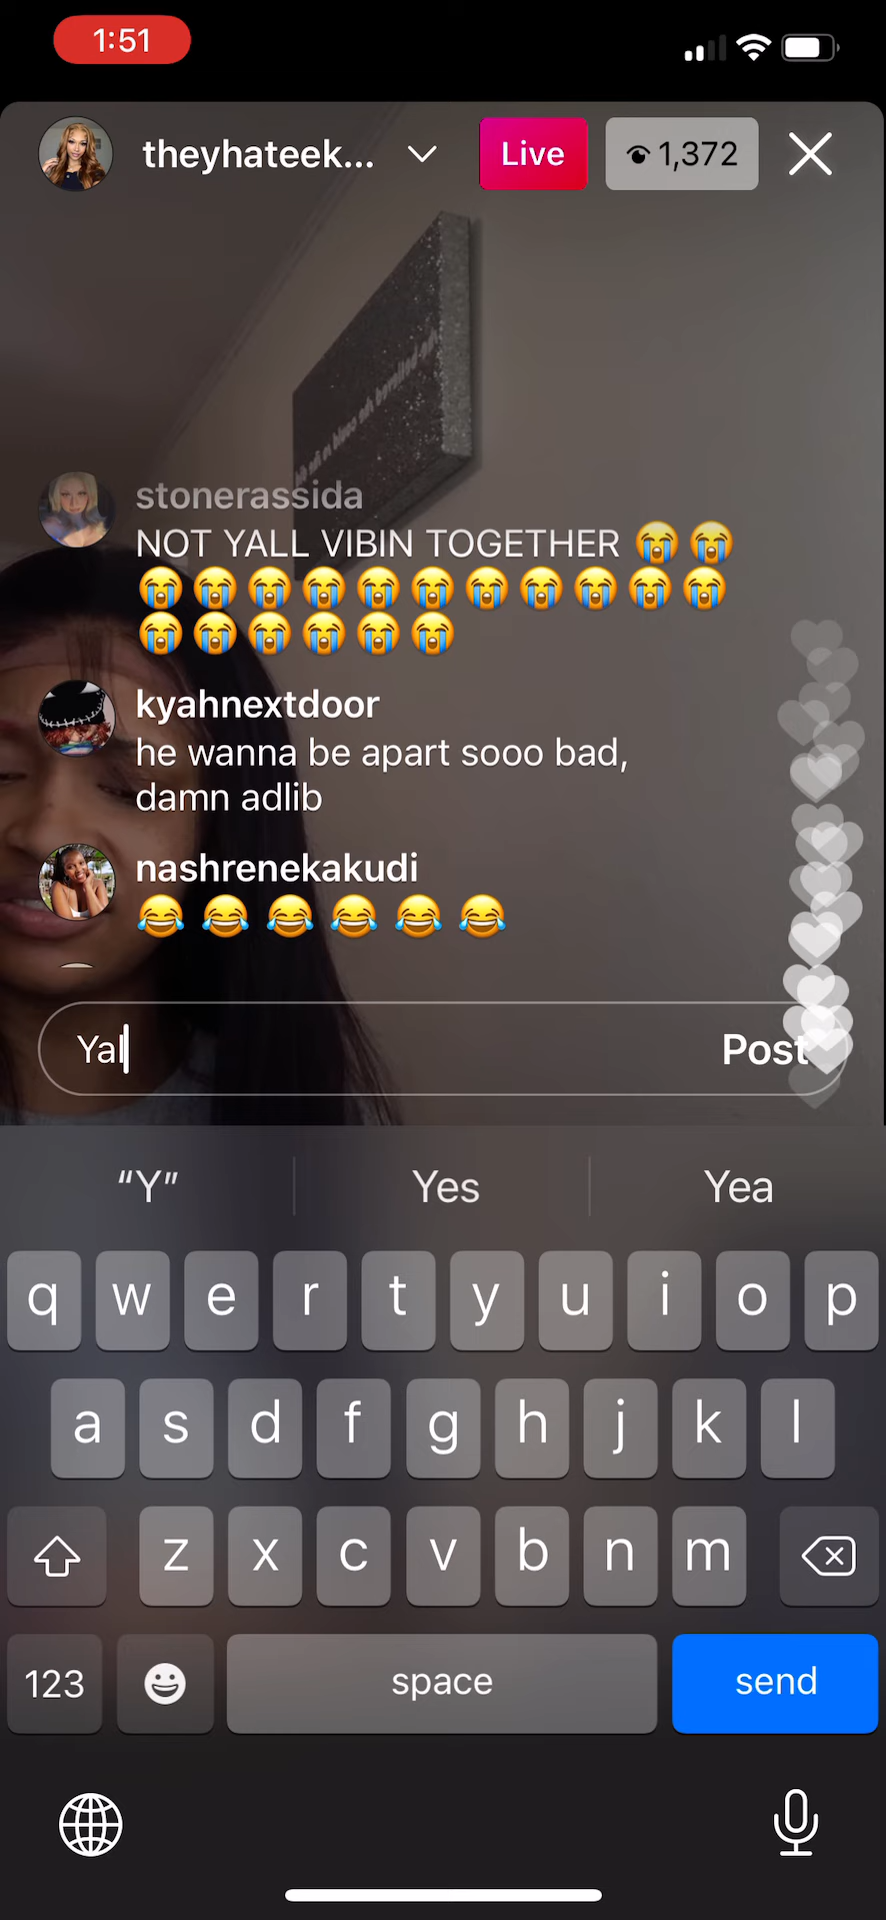 1:51
theyhateek...
Live
1,372
stonerassida
NOT YALL VIBIN TOGETHER 😭 😭
😭 😭 😭 😭 😭 😭 😭 😭 😭 😭 😭
😭 😭 😭 😭 😭 😭
kyahnextdoor
he wanna be apart sooo bad,
damn adlib
nashrenekakudi
😂 😂 😂 😂 😂 😂
Yal
Post
“Y”
Yes
Yea
q w e r t y u i o p
a s d f g h j k l
z x c v b n m
123
space
send